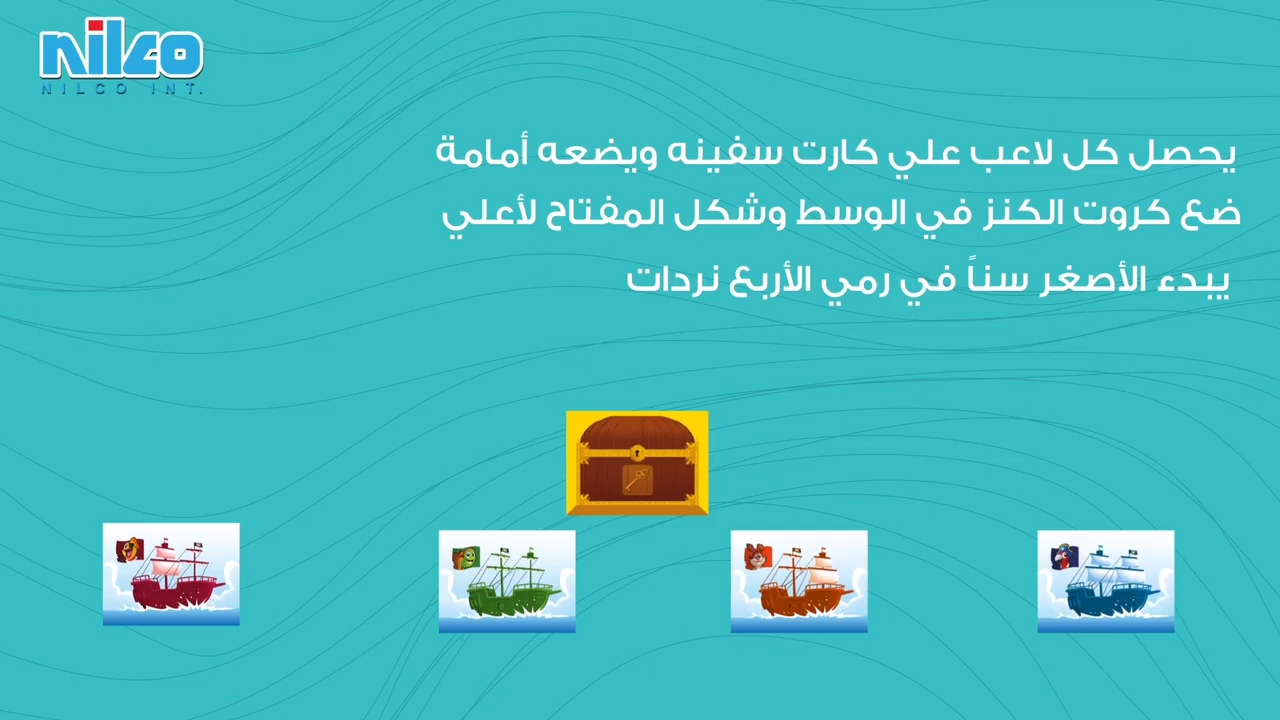 nilco
NILCO INT.
يحصل كل لاعب علي كارت سفينه ويضعه أمامة
ضع كروت الكنز في الوسط وشكل المفتاح لأعلي
يبدء الأصغر سناً في رمي الأربع نردات